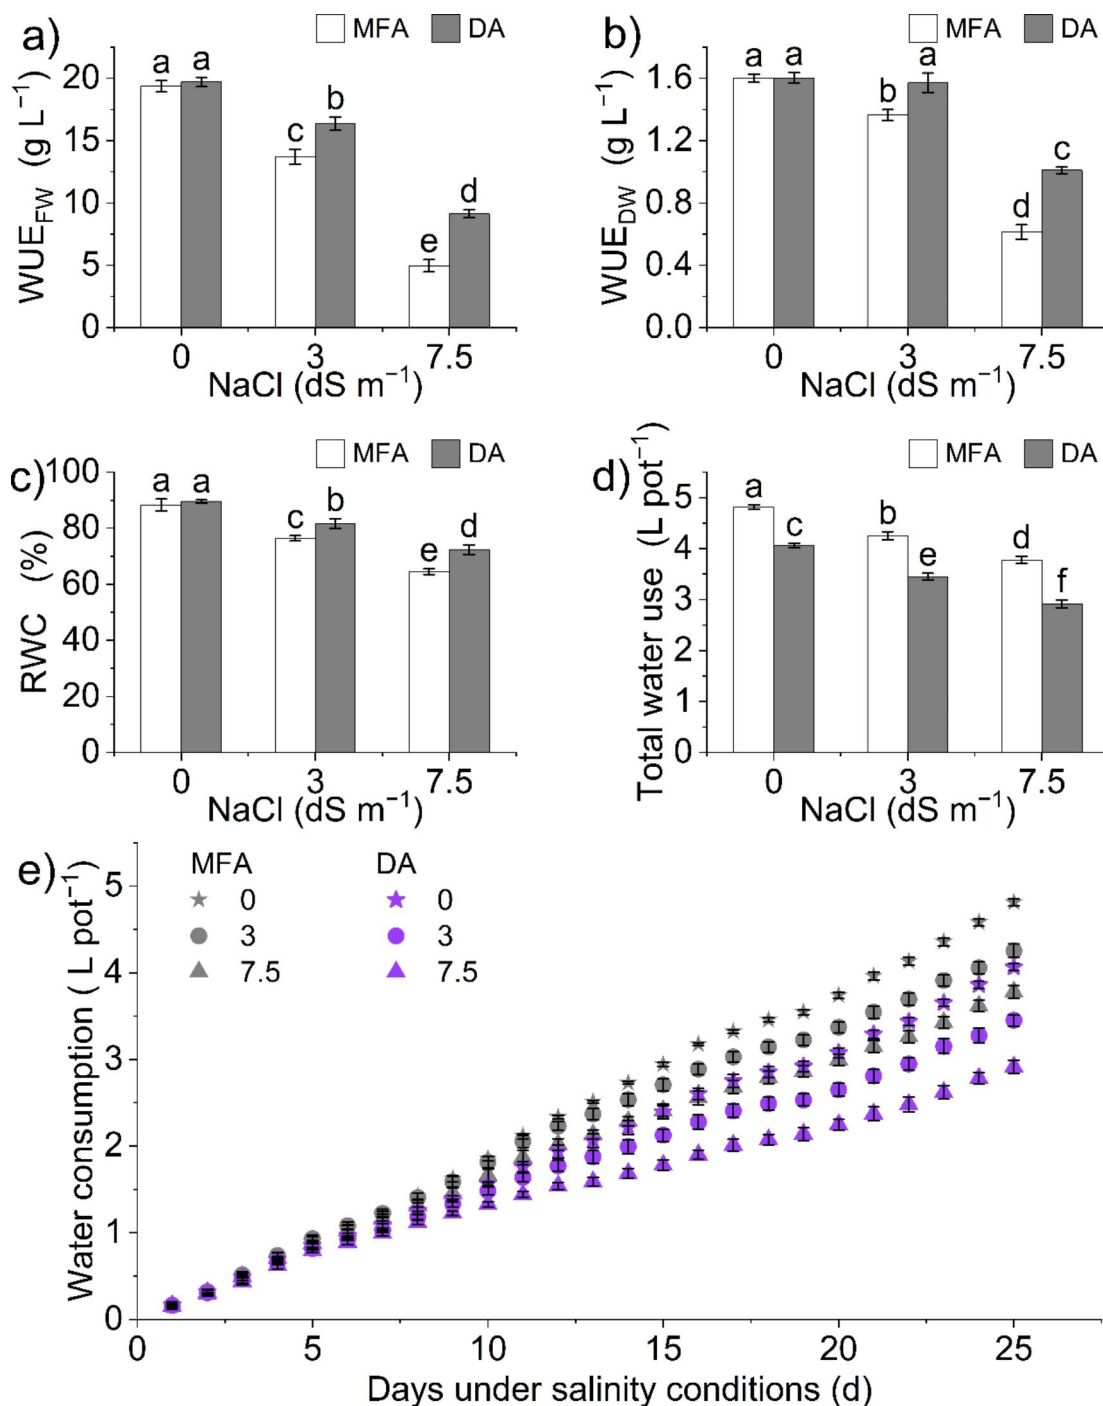 a)
MFA DA
WUE_FW (g L⁻¹)
20
15
10
5
0
a a
c b
e d
0 3 7.5
NaCl (dS m⁻¹)
b)
MFA DA
WUE_DW (g L⁻¹)
1.6
1.2
0.8
0.4
0.0
a a
b a
d c
0 3 7.5
NaCl (dS m⁻¹)
c)
MFA DA
RWC (%)
100
80
60
40
20
0
a a
c b
e d
0 3 7.5
NaCl (dS m⁻¹)
d)
MFA DA
Total water use (L pot⁻¹)
5
4
3
2
1
0
a c
b e
d f
0 3 7.5
NaCl (dS m⁻¹)
e)
MFA DA
0 0
3 3
7.5 7.5
Water consumption ( L pot⁻¹)
5
4
3
2
1
0
0 5 10 15 20 25
Days under salinity conditions (d)